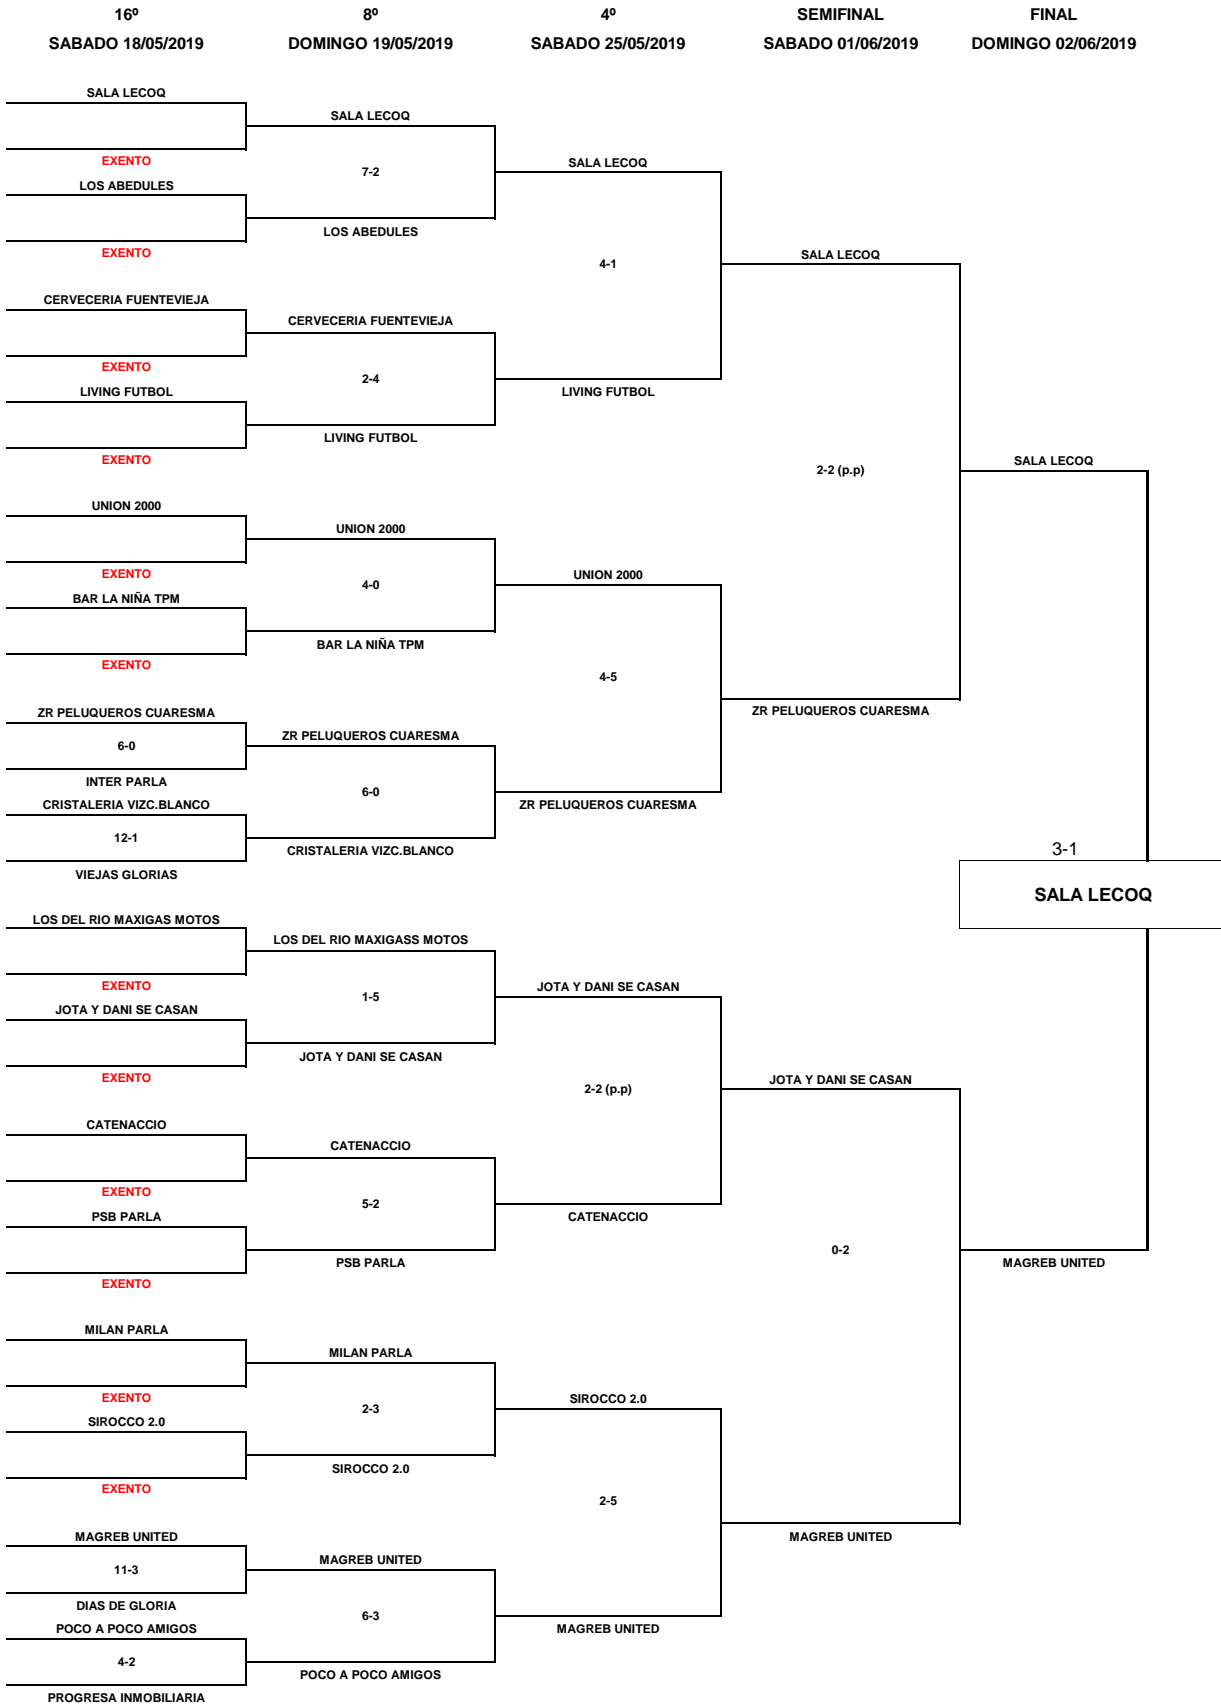 16º
8º
4º
SEMIFINAL
FINAL
SABADO 18/05/2019
DOMINGO 19/05/2019
SABADO 25/05/2019
SABADO 01/06/2019
DOMINGO 02/06/2019
SALA LECOQ
EXENTO
LOS ABEDULES
EXENTO
CERVECERIA FUENTEVIEJA
EXENTO
LIVING FUTBOL
EXENTO
UNION 2000
EXENTO
BAR LA NIÑA TPM
EXENTO
ZR PELUQUEROS CUARESMA
6-0
INTER PARLA
CRISTALERIA VIZC.BLANCO
12-1
VIEJAS GLORIAS
LOS DEL RIO MAXIGAS MOTOS
EXENTO
JOTA Y DANI SE CASAN
EXENTO
CATENACCIO
EXENTO
PSB PARLA
EXENTO
MILAN PARLA
EXENTO
SIROCCO 2.0
EXENTO
MAGREB UNITED
11-3
DIAS DE GLORIA
POCO A POCO AMIGOS
4-2
PROGRESA INMOBILIARIA
SALA LECOQ
7-2
LOS ABEDULES
CERVECERIA FUENTEVIEJA
2-4
LIVING FUTBOL
UNION 2000
4-0
BAR LA NIÑA TPM
ZR PELUQUEROS CUARESMA
6-0
CRISTALERIA VIZC.BLANCO
LOS DEL RIO MAXIGASS MOTOS
1-5
JOTA Y DANI SE CASAN
CATENACCIO
5-2
PSB PARLA
MILAN PARLA
2-3
SIROCCO 2.0
MAGREB UNITED
6-3
POCO A POCO AMIGOS
SALA LECOQ
4-1
LIVING FUTBOL
UNION 2000
4-5
ZR PELUQUEROS CUARESMA
JOTA Y DANI SE CASAN
2-2 (p.p)
CATENACCIO
SIROCCO 2.0
2-5
MAGREB UNITED
SALA LECOQ
2-2 (p.p)
ZR PELUQUEROS CUARESMA
JOTA Y DANI SE CASAN
0-2
MAGREB UNITED
SALA LECOQ
3-1
SALA LECOQ
MAGREB UNITED